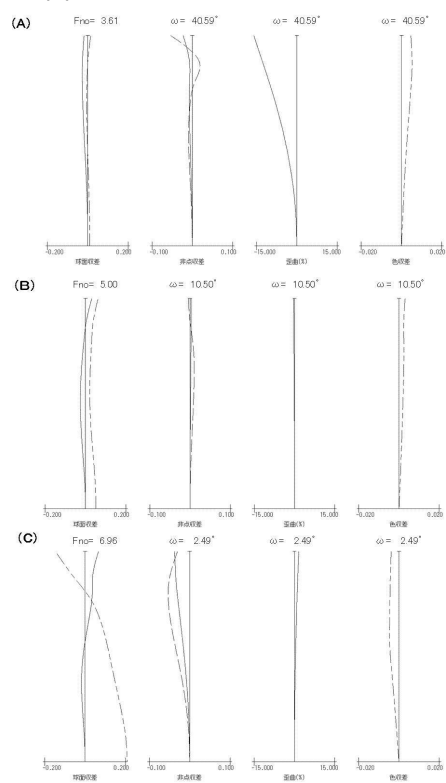 (A)
Fno= 3.61 ω= 40.59° ω= 40.59° ω= 40.59°
-0.200 0.200 -0.100 0.100 -15.000 15.000 -0.020 0.020
球面収差 非点収差 歪曲(%) 色収差
(B)
Fno= 5.00 ω= 10.50° ω= 10.50° ω= 10.50°
-0.200 0.200 -0.100 0.100 -15.000 15.000 -0.020 0.020
球面収差 非点収差 歪曲(%) 色収差
(C)
Fno= 6.96 ω= 2.49° ω= 2.49° ω= 2.49°
-0.200 0.200 -0.100 0.100 -15.000 15.000 -0.020 0.020
球面収差 非点収差 歪曲(%) 色収差